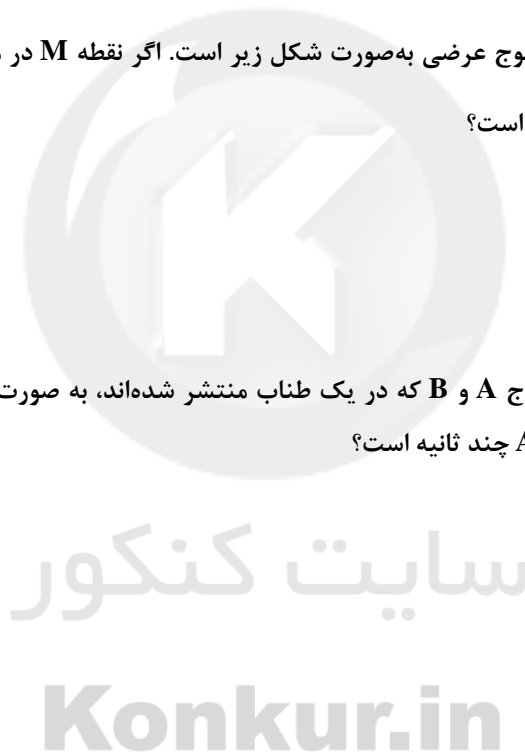 وج عرضی به‌صورت شکل زیر است. اگر نقطه M در
است؟
ج A و B که در یک طناب منتشر شده‌اند، به صورت
A چند ثانیه است؟
سایت کنکور
Konkur.in